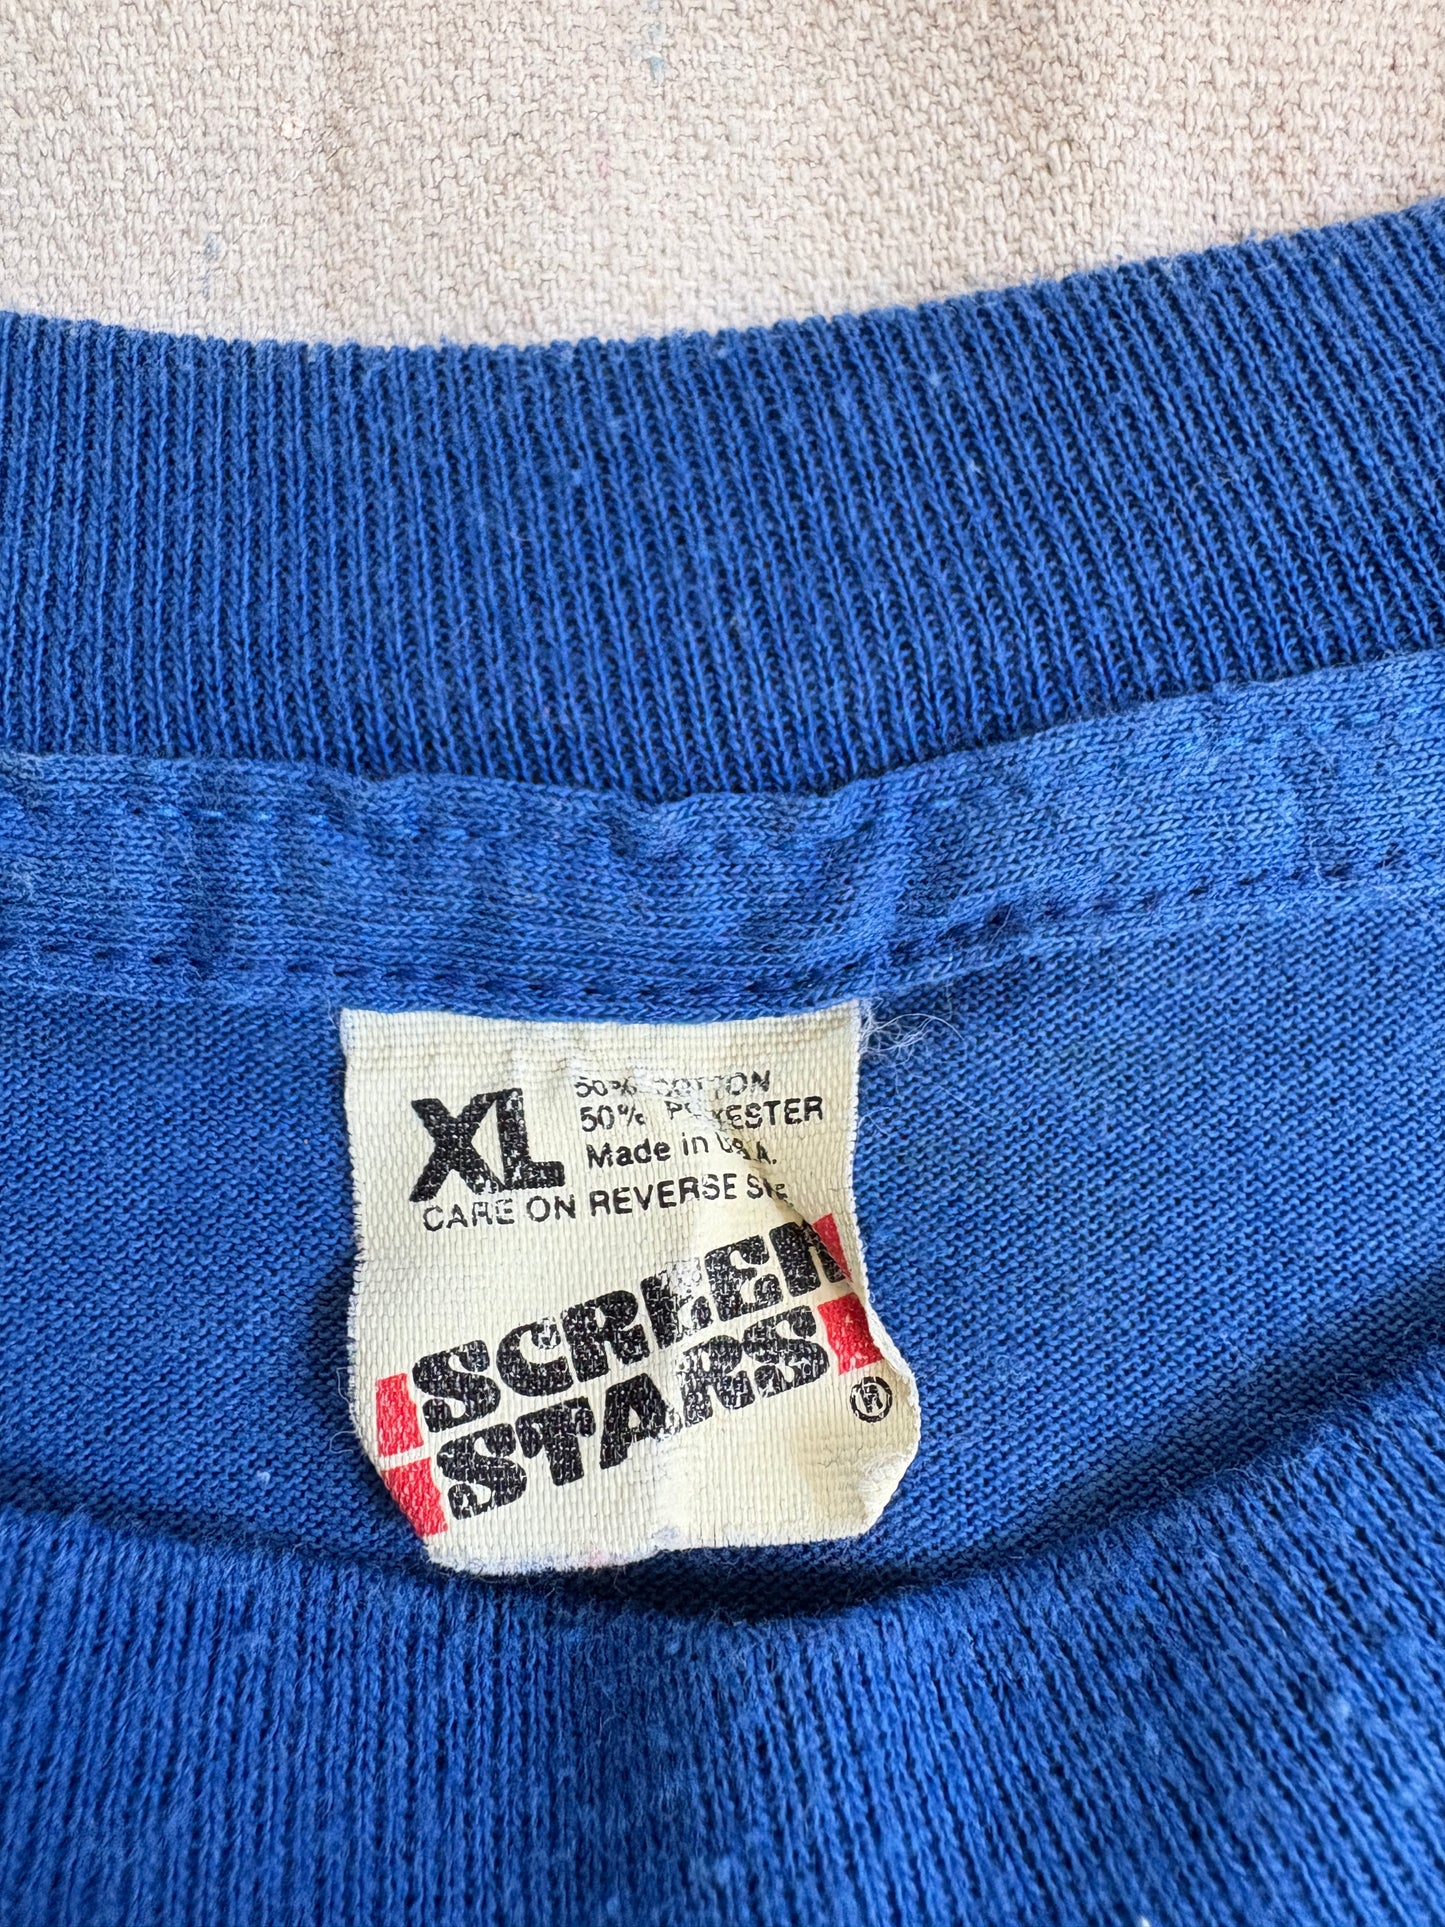 XL
50% COTTON
50% POLYESTER
Made in U.S.A.
CARE ON REVERSE SIDE
SCREEN
STARS
®